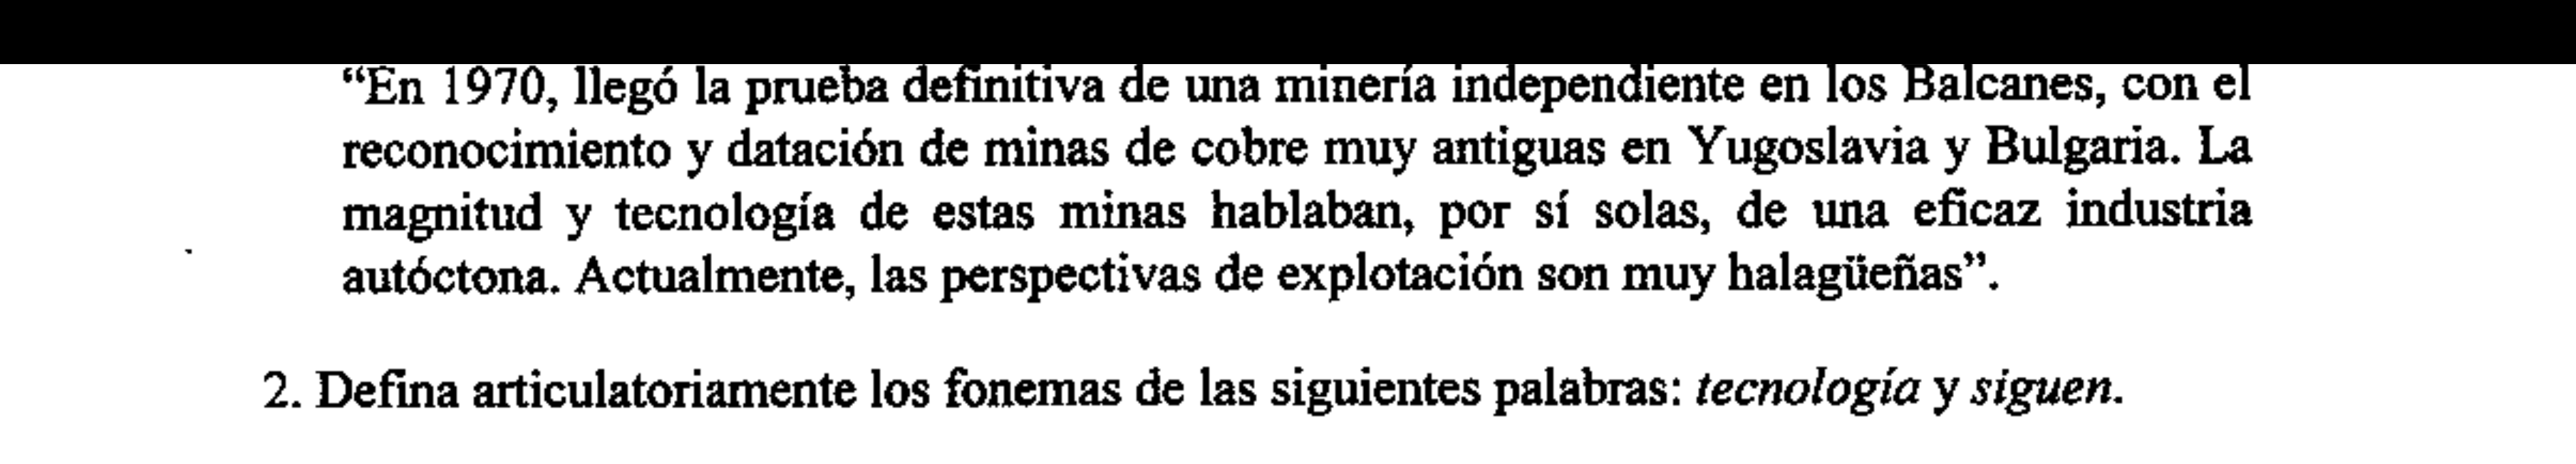 “En 1970, llegó la prueba definitiva de una minería independiente en los Balcanes, con el
reconocimiento y datación de minas de cobre muy antiguas en Yugoslavia y Bulgaria. La
magnitud y tecnología de estas minas hablaban, por sí solas, de una eficaz industria
autóctona. Actualmente, las perspectivas de explotación son muy halagüeñas”.
2. Defina articulatoriamente los fonemas de las siguientes palabras: tecnología y siguen.